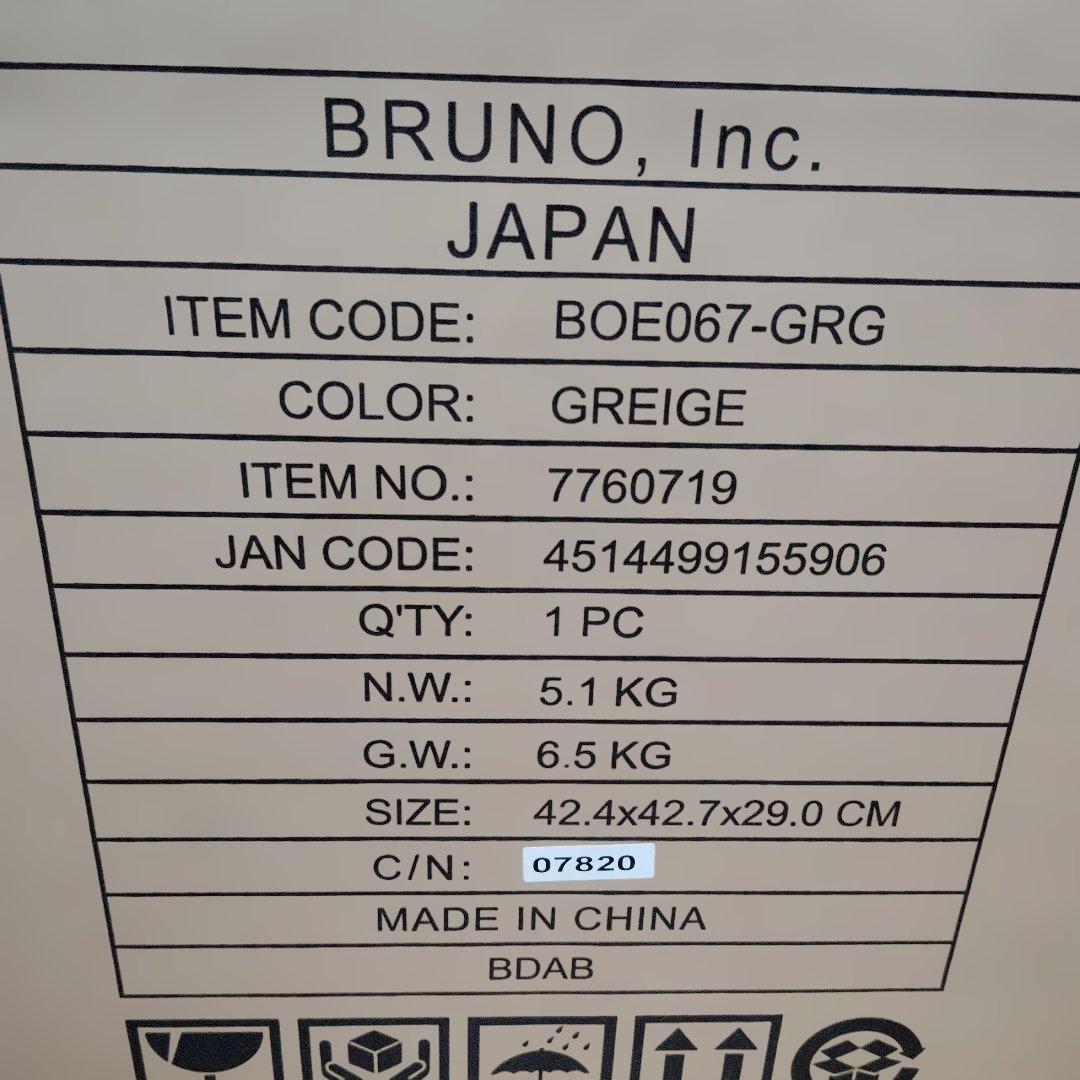 BRUNO, Inc.
JAPAN
ITEM CODE: BOE067-GRG
COLOR: GREIGE
ITEM NO.: 7760719
JAN CODE: 4514499155906
Q'TY: 1 PC
N.W.: 5.1 KG
G.W.: 6.5 KG
SIZE: 42.4x42.7x29.0 CM
C/N: 07820
MADE IN CHINA
BDAB